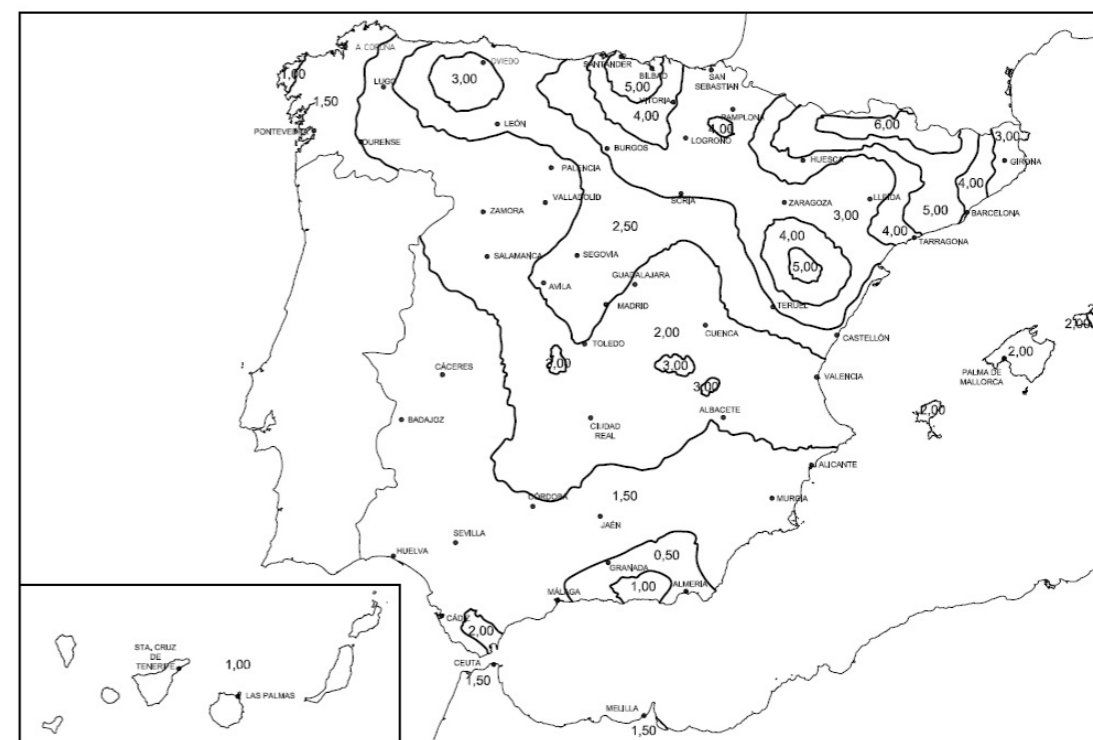 A CORUÑA
OVIEDO
SANTANDER
BILBAO
SAN
SEBASTIAN
1,00
LUGO
3,00
5,00
VITORIA
1,50
4,00
PAMPLONA
4,00
6,00
LEÓN
LOGROÑO
3,00
OURENSE
BURGOS
HUESCA
GIRONA
PALENCIA
4,00
VALLADOLID
SORIA
ZARAGOZA
LLEIDA
ZAMORA
3,00
5,00
BARCELONA
2,50
4,00
4,00
TARRAGONA
SALAMANCA
SEGOVIA
5,00
GUADALAJARA
AVÍLA
MADRID
TERUEL
2,00
CUENCA
CASTELLÓN
2,00
TOLEDO
2,00
3,00
PALMA DE
MALLORCA
CÁCERES
VALENCIA
3,00
2,00
BADAJOZ
ALBACETE
CIUDAD
REAL
ALICANTE
1,50
CÓRDOBA
MURCIA
JAÉN
SEVILLA
HUELVA
0,50
GRANADA
1,00
ALMERÍA
MÁLAGA
CÁDIZ
2,00
STA. CRUZ
DE
TENERIFE
1,00
CEUTA
1,50
LAS PALMAS
MELILLA
1,50